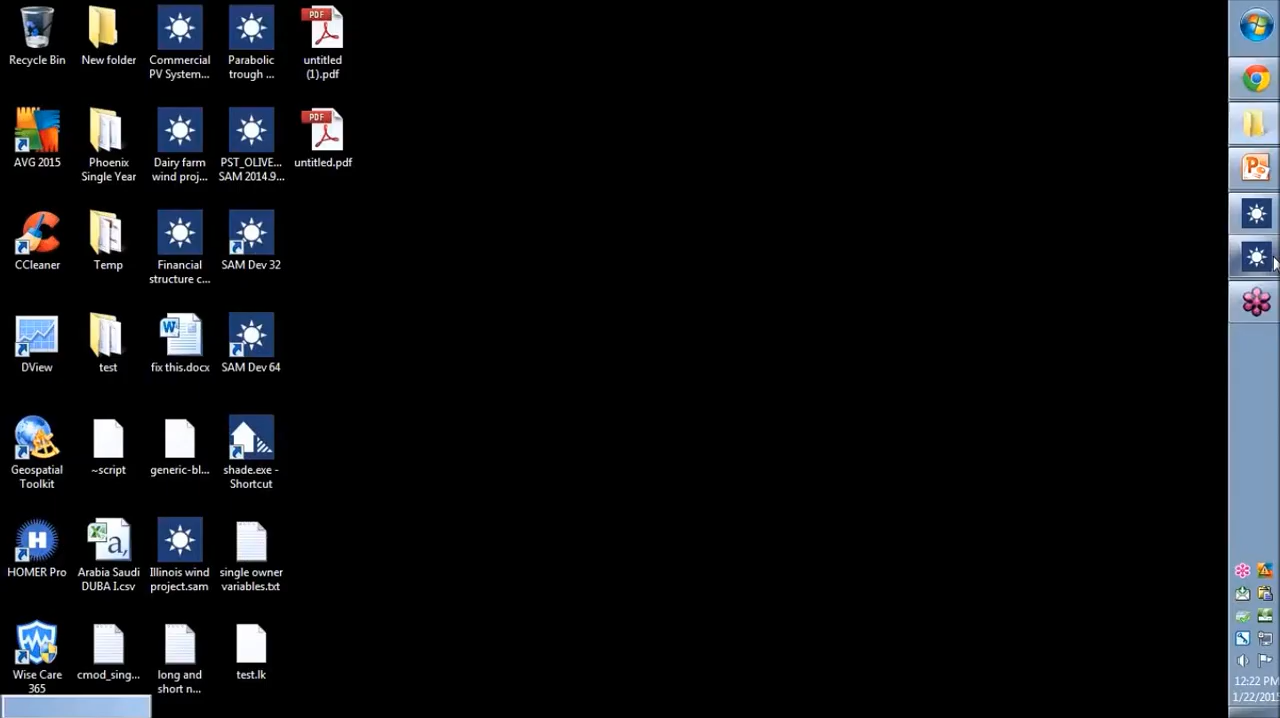 Recycle Bin
New folder
Commercial
PV System...
Parabolic
trough ...
PDF
untitled
(1).pdf
AVG 2015
Phoenix
Single Year
Dairy farm
wind proj...
PST_OLIVE...
SAM 2014.9...
PDF
untitled.pdf
CCleaner
Temp
Financial
structure c...
SAM Dev 32
DView
test
W
fix this.docx
SAM Dev 64
Geospatial
Toolkit
~script
generic-bl...
shade.exe -
Shortcut
H
HOMER Pro
a,
Arabia Saudi
DUBA I.csv
Illinois wind
project.sam
single owner
variables.txt
Wise Care
365
cmod_sing...
long and
short n...
test.lk
P
12:22 PM
1/22/201